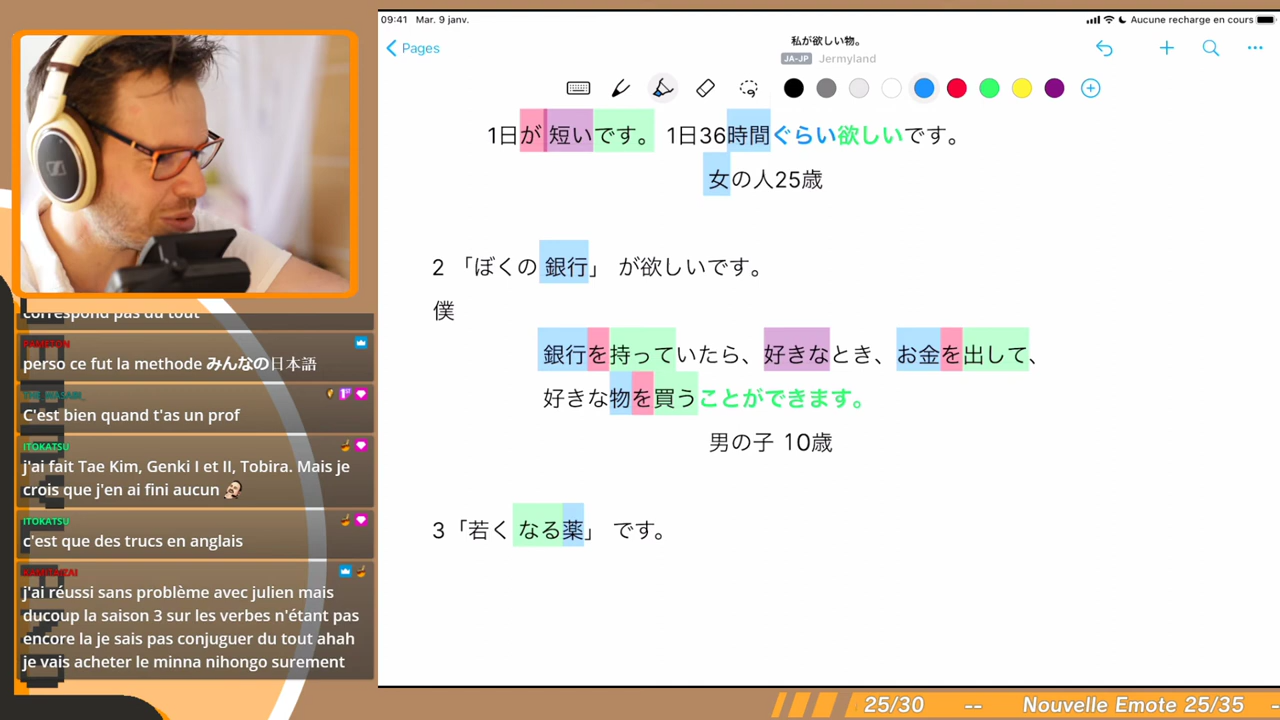 09:41 Mar. 9 janv.
Aucune recharge en cours
Pages
私が欲しい物。
JA-JP Jermyland
1日が短いです。 1日36時間ぐらい欲しいです。
女の人25歳
2 「ぼくの銀行」 が欲しいです。
僕
銀行を持っていたら、好きなとき、お金を出して、
好きな物を買うことができます。
男の子 10歳
3「若くなる薬」 です。
correspond pas du tout
perso ce fut la methode みんなの日本語
C'est bien quand t'as un prof
ITOKATSU
j'ai fait Tae Kim, Genki I et II, Tobira. Mais je
crois que j'en ai fini aucun
ITOKATSU
c'est que des trucs en anglais
j'ai réussi sans problème avec julien mais
ducoup la saison 3 sur les verbes n'étant pas
encore la je sais pas conjuguer du tout ahah
je vais acheter le minna nihongo surement
25/30 -- Nouvelle Emote 25/35